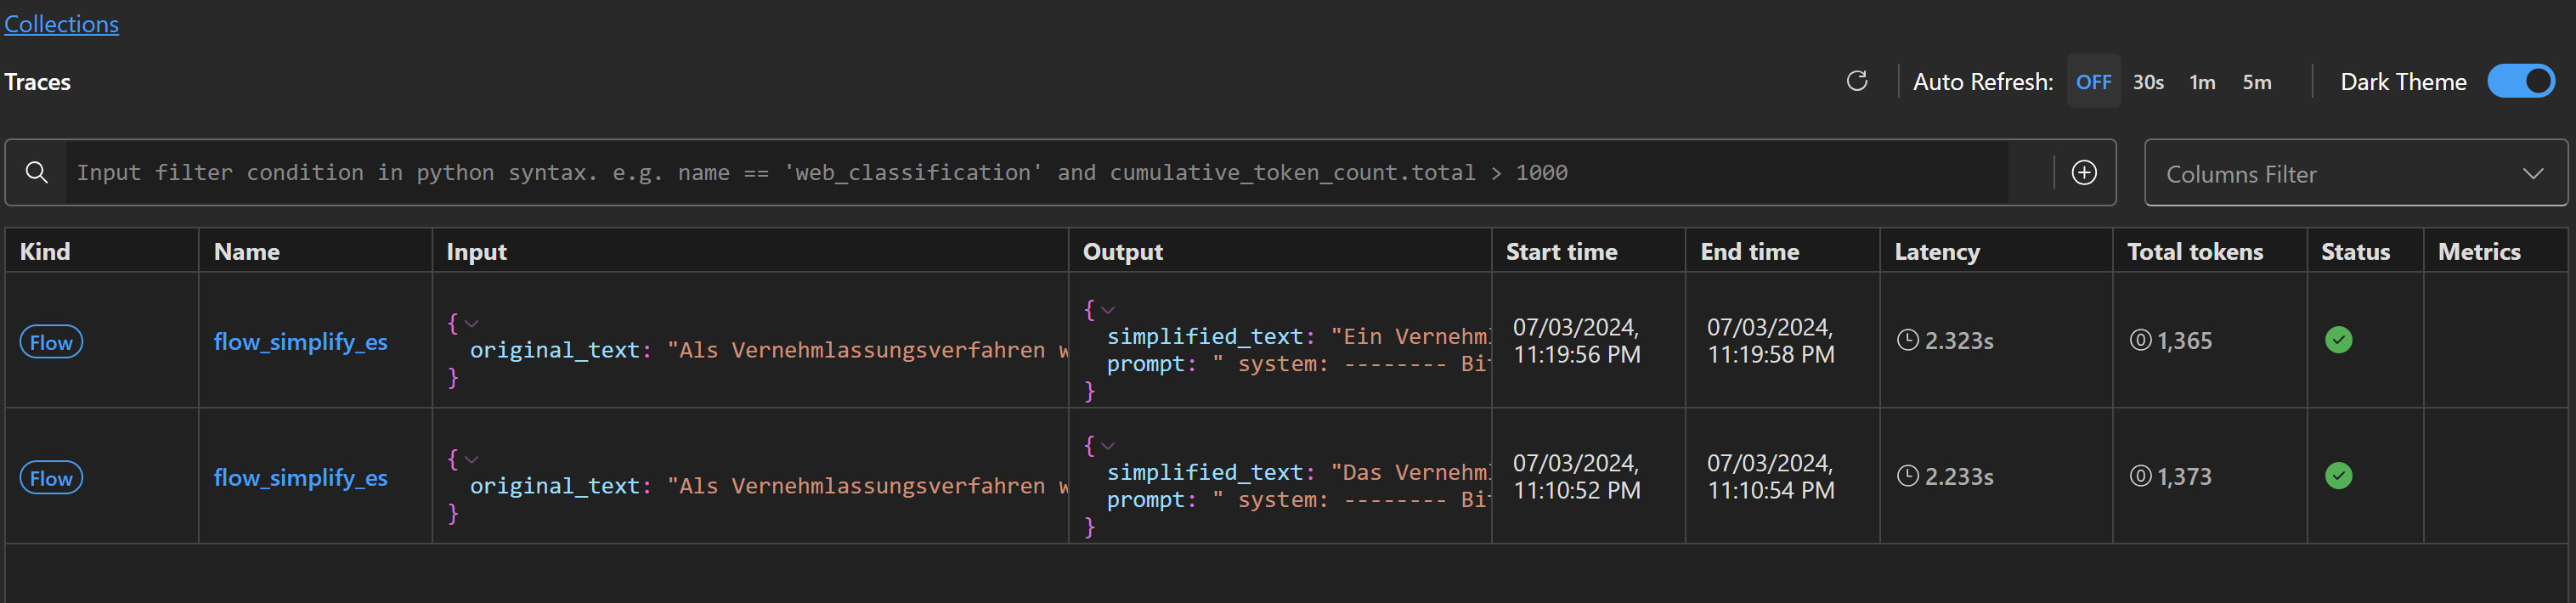 Collections
Traces
Auto Refresh: OFF 30s 1m 5m Dark Theme
Input filter condition in python syntax. e.g. name == 'web_classification' and cumulative_token_count.total > 1000
Columns Filter
Kind Name Input Output Start time End time Latency Total tokens Status Metrics
Flow
flow_simplify_es
{
original_text: "Als Vernehmlassungsverfahren w
}
{
simplified_text: "Ein Vernehml
prompt: " system: -------- Bit
}
07/03/2024,
11:19:56 PM
07/03/2024,
11:19:58 PM
2.323s
1,365
Flow
flow_simplify_es
{
original_text: "Als Vernehmlassungsverfahren w
}
{
simplified_text: "Das Vernehml
prompt: " system: -------- Bit
}
07/03/2024,
11:10:52 PM
07/03/2024,
11:10:54 PM
2.233s
1,373